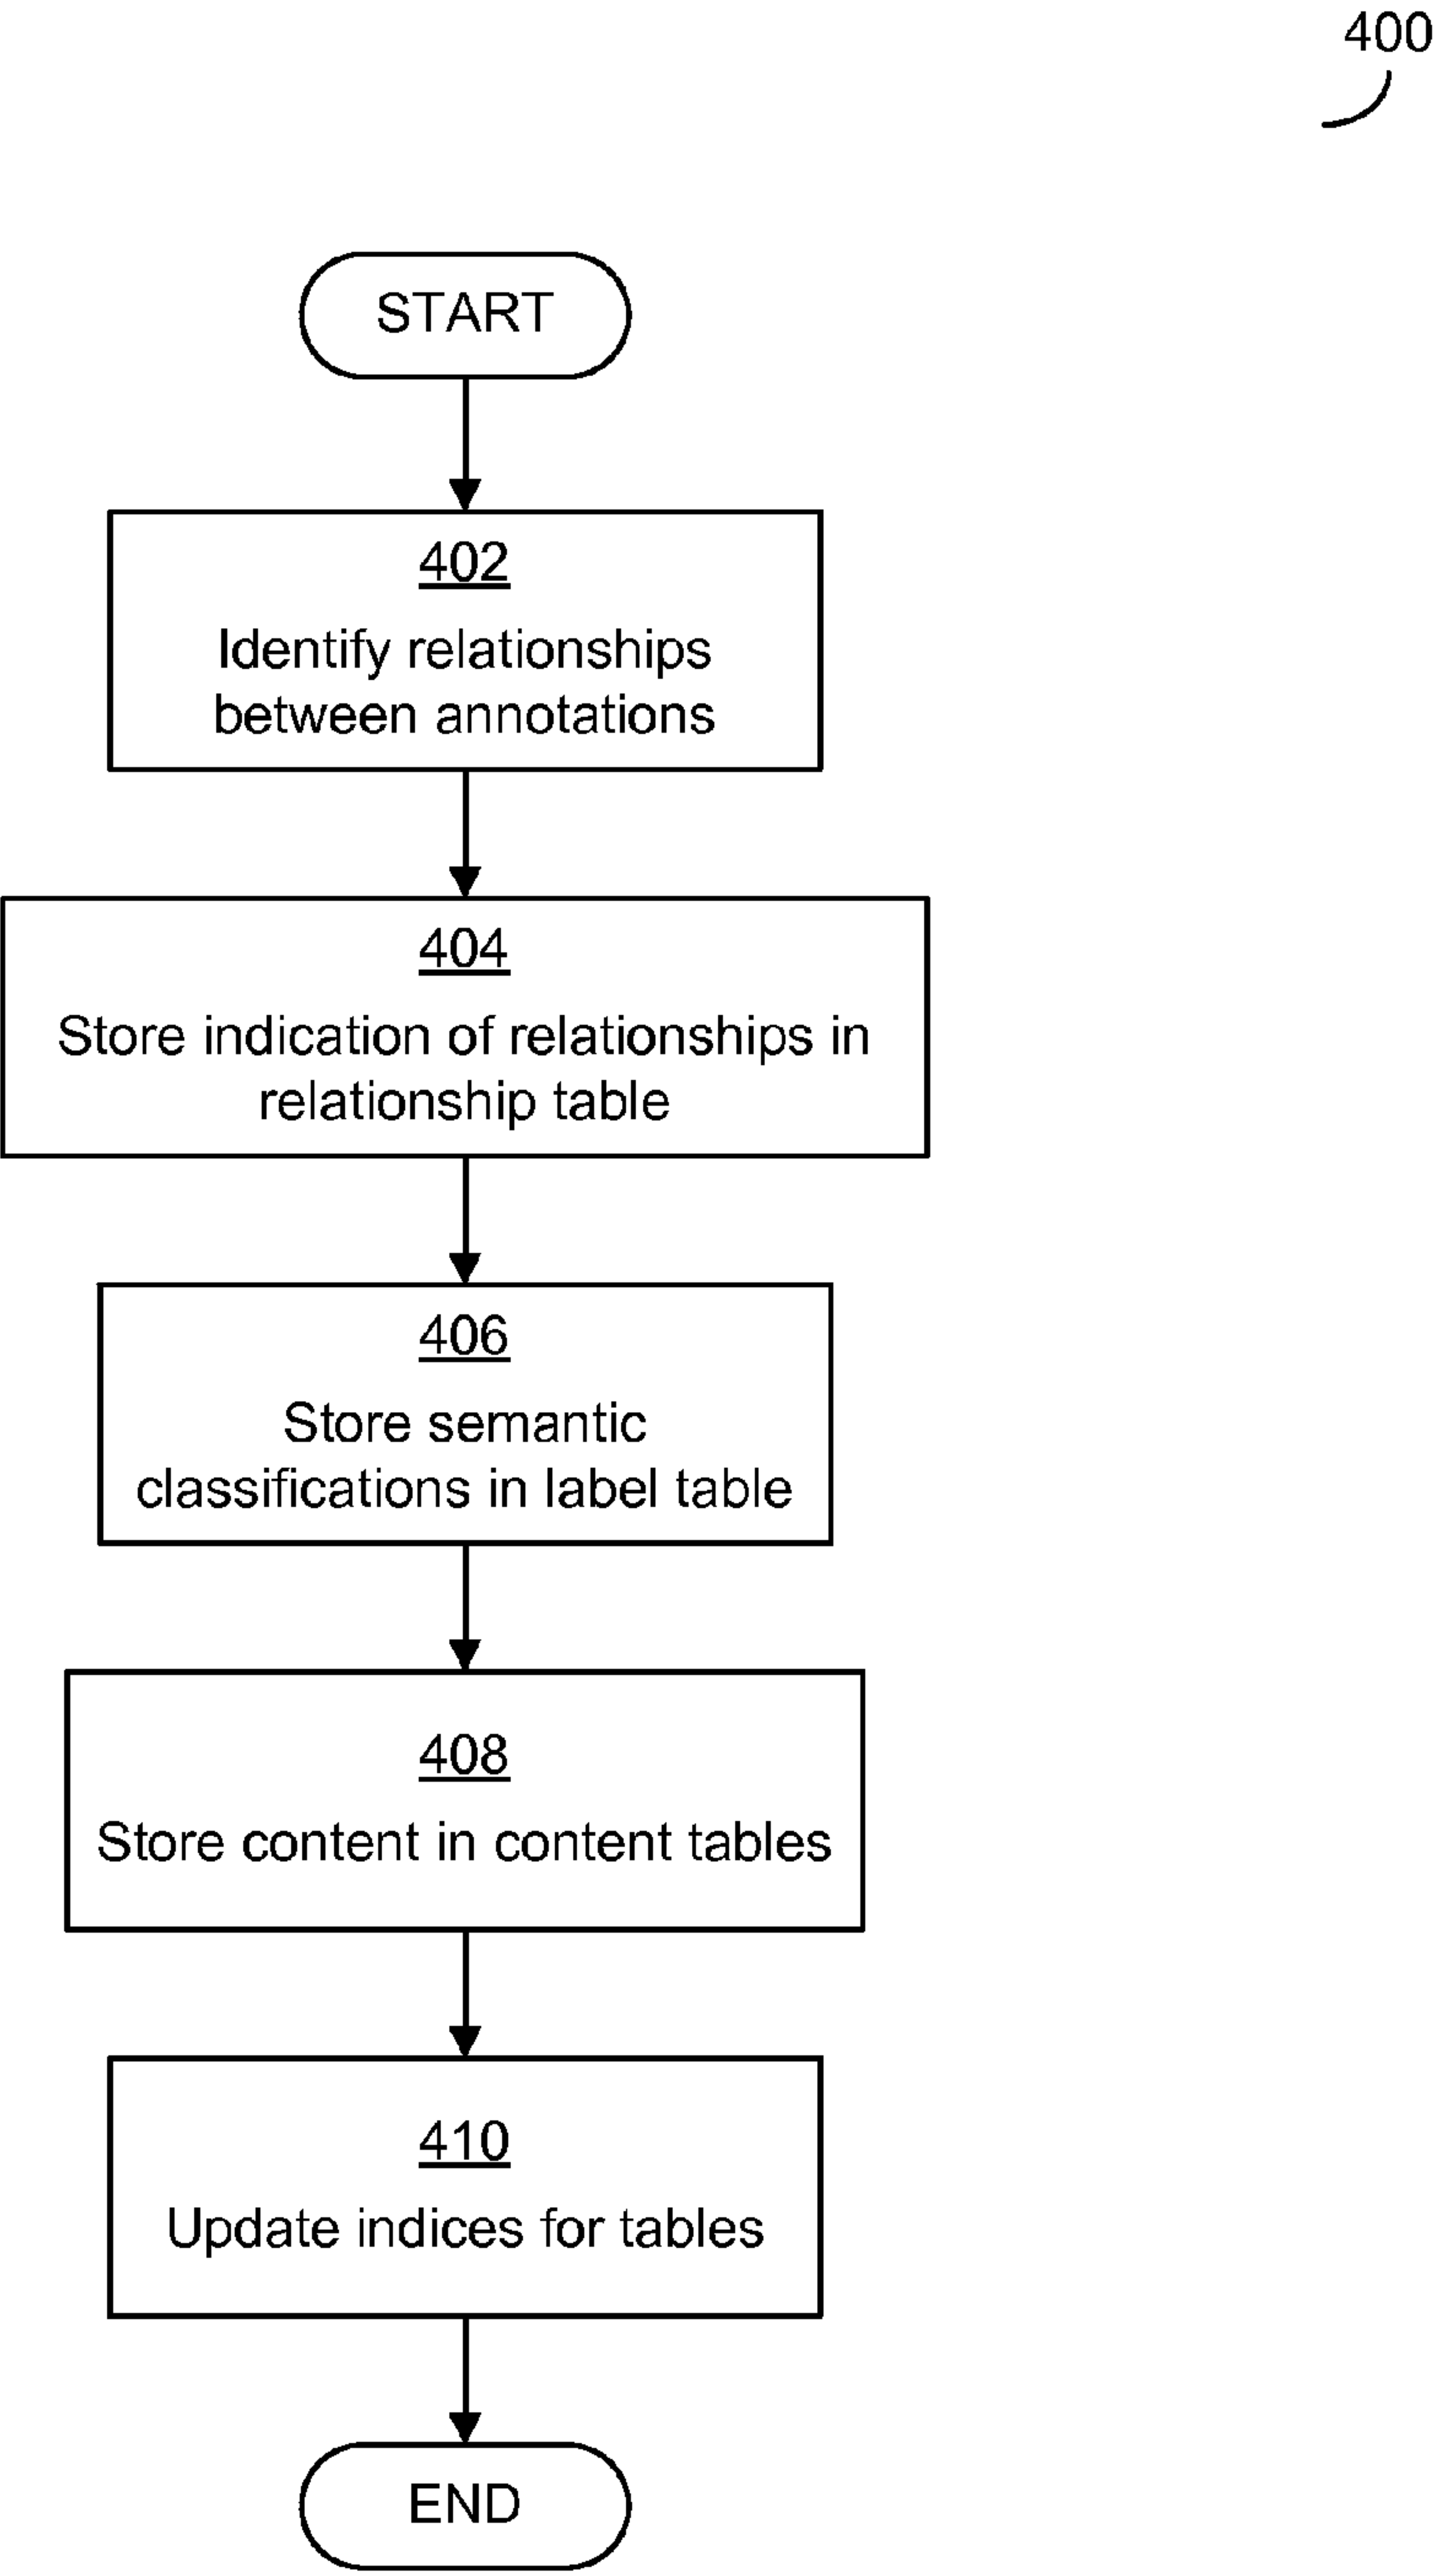 400
START
402
Identify relationships
between annotations
404
Store indication of relationships in
relationship table
406
Store semantic
classifications in label table
408
Store content in content tables
410
Update indices for tables
END